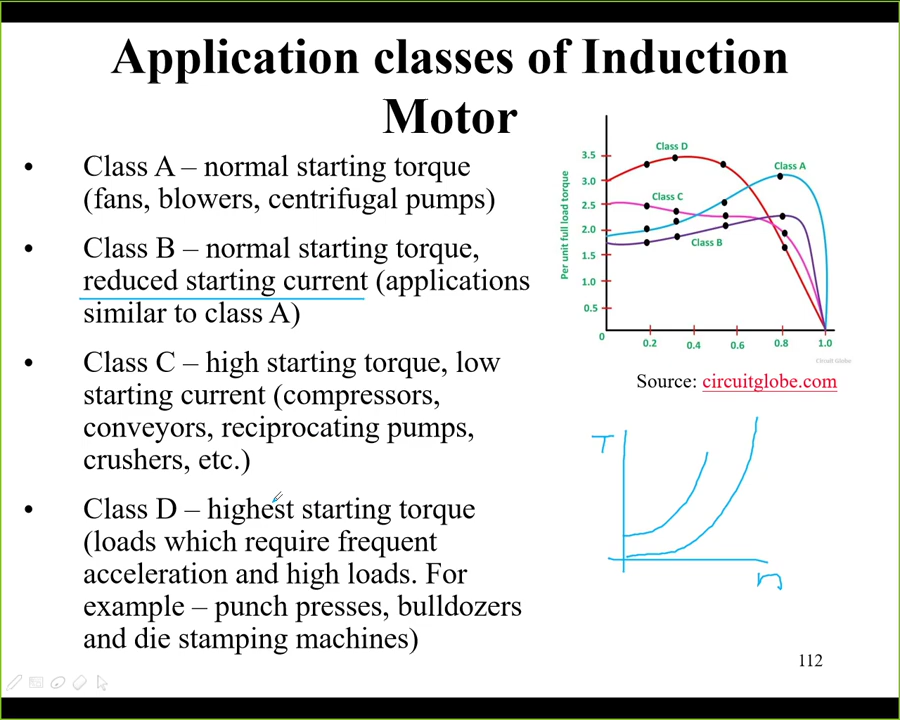 Application classes of Induction
Motor
• Class A – normal starting torque
(fans, blowers, centrifugal pumps)
• Class B – normal starting torque,
reduced starting current (applications
similar to class A)
• Class C – high starting torque, low
starting current (compressors,
conveyors, reciprocating pumps,
crushers, etc.)
• Class D – highest starting torque
(loads which require frequent
acceleration and high loads. For
example – punch presses, bulldozers
and die stamping machines)
Per unit full load torque
3.5
3.0
2.5
2.0
1.5
1.0
0.5
0
0.2
0.4
0.6
0.8
1.0
Class D
Class A
Class C
Class B
Circuit Globe
Source: circuitglobe.com
T
n
112